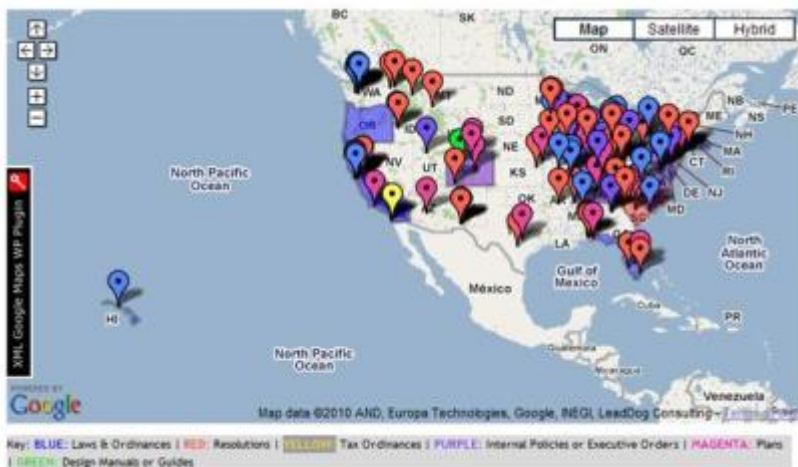 BC
SK
Map
Satellite
Hybrid
ON
QC
WA
MT
ND
NB
PE
ME
NS
OR
ID
SD
NH
MA
NE
CT
RI
NV
UT
KS
NJ
DE
MD
OK
North Pacific
Ocean
LA
North
Atlantic
Ocean
Gulf of
Mexico
México
HI
Cuba
PR
XML Google Maps WP Plugin
North Pacific
Ocean
Guatemala
Nicaragua
POWERED BY
Google
Venezuela
Map data ©2010 AND, Europa Technologies, Google, INEGI, LeadDog Consulting -
Key: BLUE: Laws & Ordinances | RED: Resolutions | YELLOW: Tax Ordinances | PURPLE: Internal Policies or Executive Orders | MAGENTA: Plans
| GREEN: Design Manuals or Guides